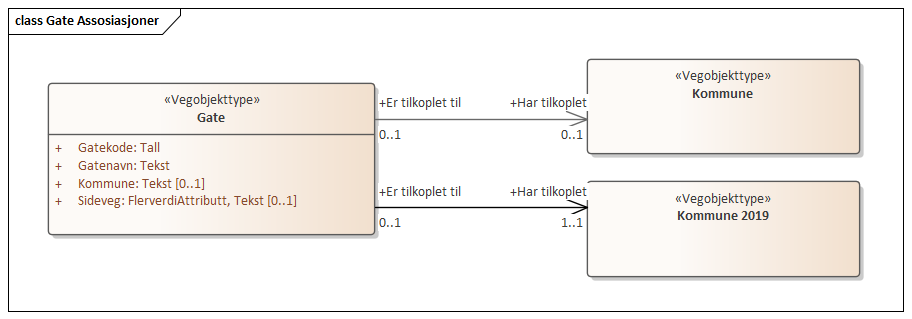 class Gate Assosiasjoner
«Vegobjekttype»
Gate
+ Gatekode: Tall
+ Gatenavn: Tekst
+ Kommune: Tekst [0..1]
+ Sideveg: FlerverdiAttributt, Tekst [0..1]
+Er tilkoplet til +Har tilkoplet
0..1 0..1
«Vegobjekttype»
Kommune
+Er tilkoplet til +Har tilkoplet
0..1 1..1
«Vegobjekttype»
Kommune 2019